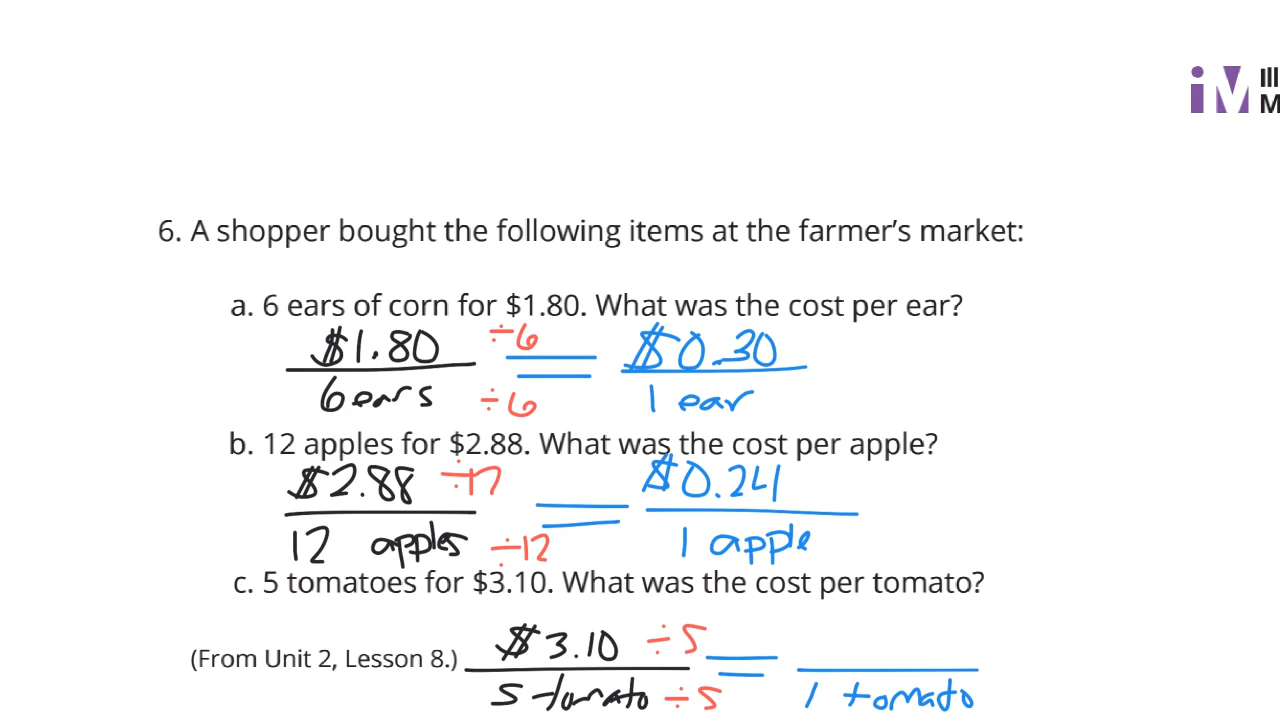 Ill
M
6. A shopper bought the following items at the farmer's market:
a. 6 ears of corn for $1.80. What was the cost per ear?
$1.80 ÷6 = $0.30
6 ears ÷6 1 ear
b. 12 apples for $2.88. What was the cost per apple?
$2.88 ÷12 = $0.24
12 apples ÷12 1 apple
c. 5 tomatoes for $3.10. What was the cost per tomato?
(From Unit 2, Lesson 8.) $3.10 ÷5 =
5 tomato ÷5 1 tomato